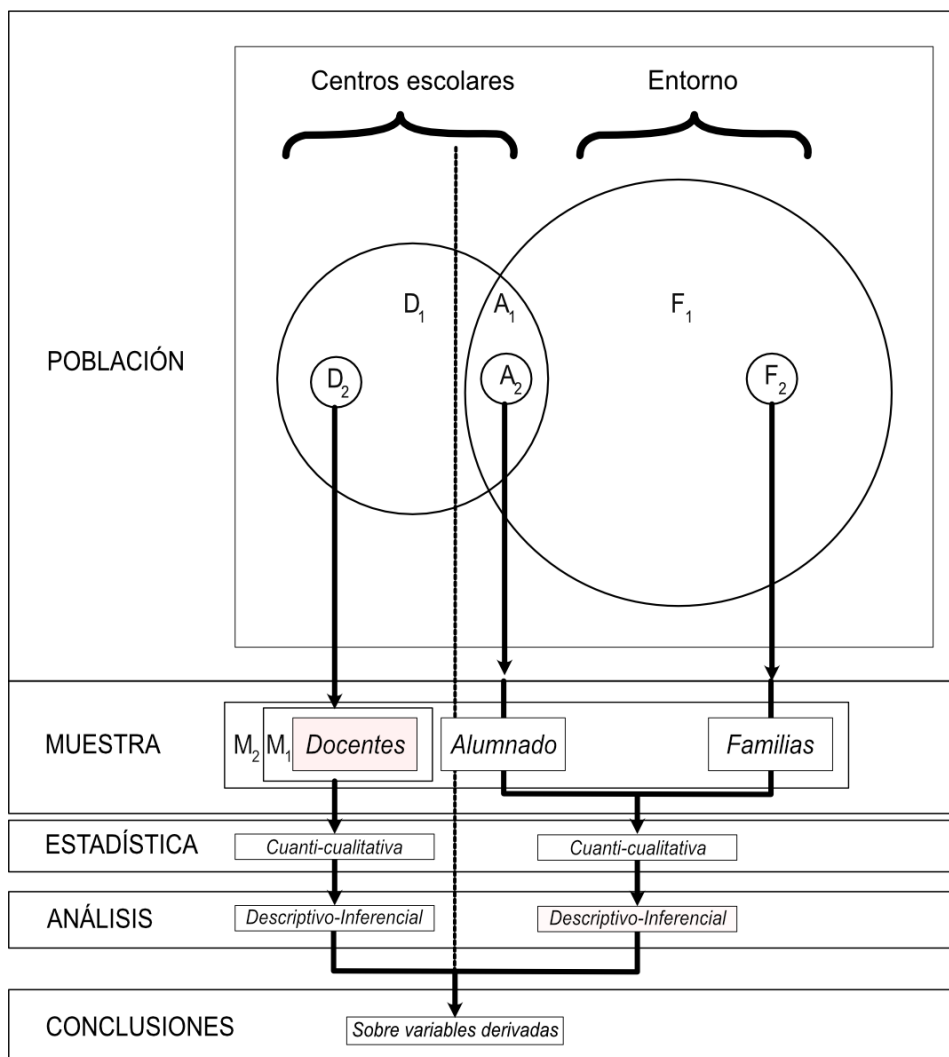 Centros escolares Entorno
D₁ A₁ F₁
POBLACIÓN
D₂ A₂ F₂
MUESTRA M₂ M₁ Docentes Alumnado Familias
ESTADÍSTICA Cuanti-cualitativa Cuanti-cualitativa
ANÁLISIS Descriptivo-Inferencial Descriptivo-Inferencial
CONCLUSIONES Sobre variables derivadas